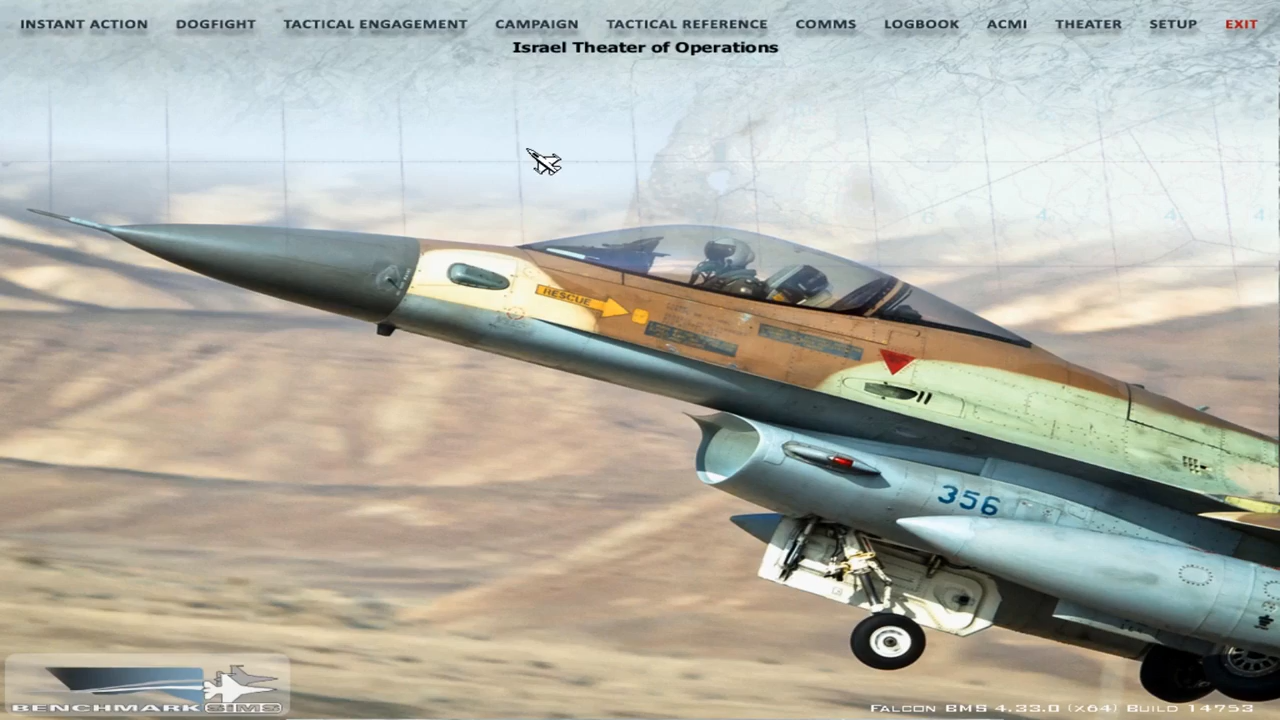 INSTANT ACTION DOGFIGHT TACTICAL ENGAGEMENT CAMPAIGN TACTICAL REFERENCE COMMS LOGBOOK ACMI THEATER SETUP EXIT
Israel Theater of Operations
RESCUE
356
BENCHMARK SIMS
FALCON BMS 4.33.0 (X64) BUILD 14753